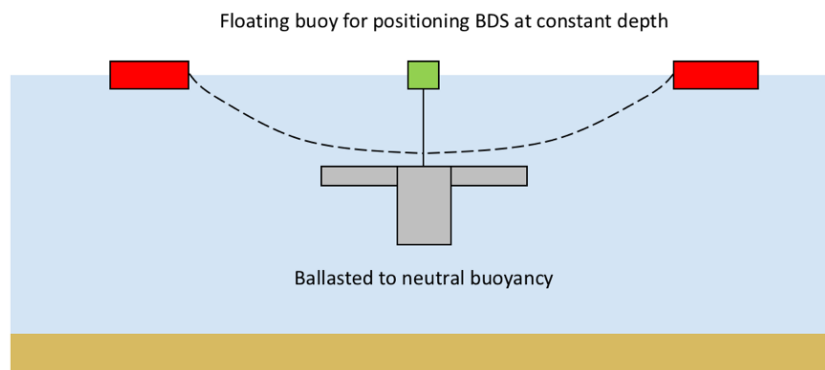 Floating buoy for positioning BDS at constant depth
Ballasted to neutral buoyancy